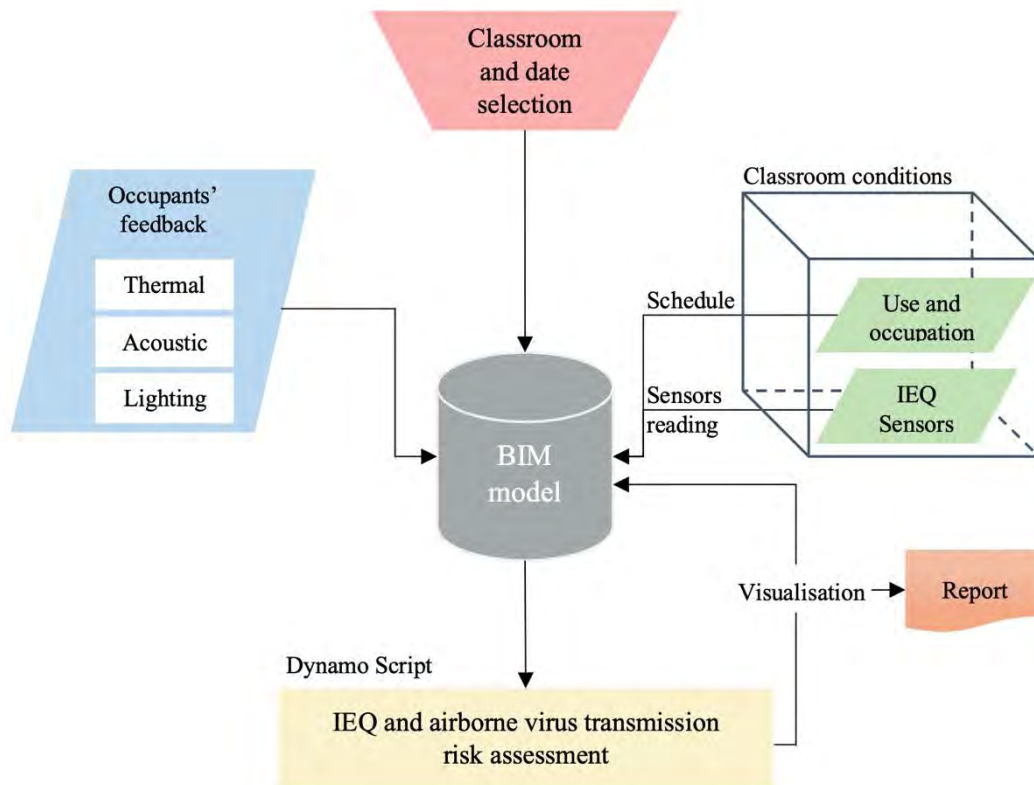 Classroom
and date
selection
Occupants’
feedback
Thermal
Acoustic
Lighting
Classroom conditions
Schedule
Use and
occupation
Sensors
reading
IEQ
Sensors
BIM
model
Visualisation
Report
Dynamo Script
IEQ and airborne virus transmission
risk assessment